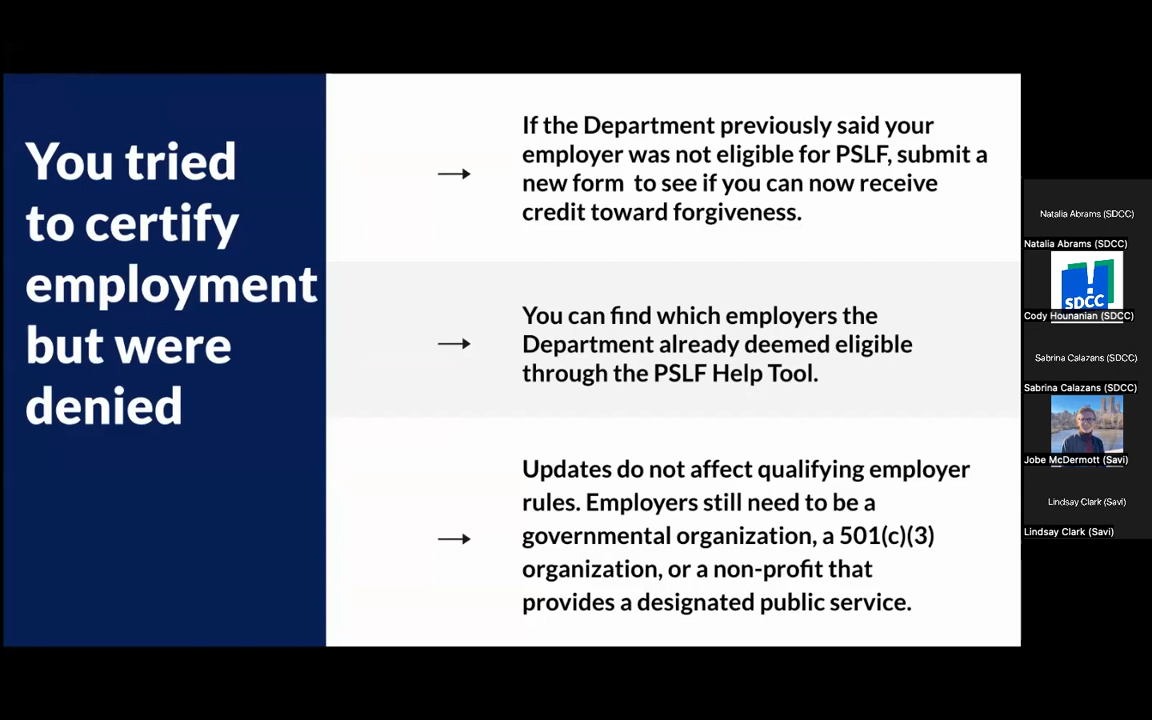 You tried
to certify
employment
but were
denied
If the Department previously said your
employer was not eligible for PSLF, submit a
new form  to see if you can now receive
credit toward forgiveness.
You can find which employers the
Department already deemed eligible
through the PSLF Help Tool.
Updates do not affect qualifying employer
rules. Employers still need to be a
governmental organization, a 501(c)(3)
organization, or a non-profit that
provides a designated public service.
Natalia Abrams (SDCC)
Natalia Abrams (SDCC)
SDCC
Cody Hounanian (SDCC)
Sabrina Calazans (SDCC)
Sabrina Calazans (SDCC)
Jobe McDermott (Savi)
Lindsay Clark (Savi)
Lindsay Clark (Savi)